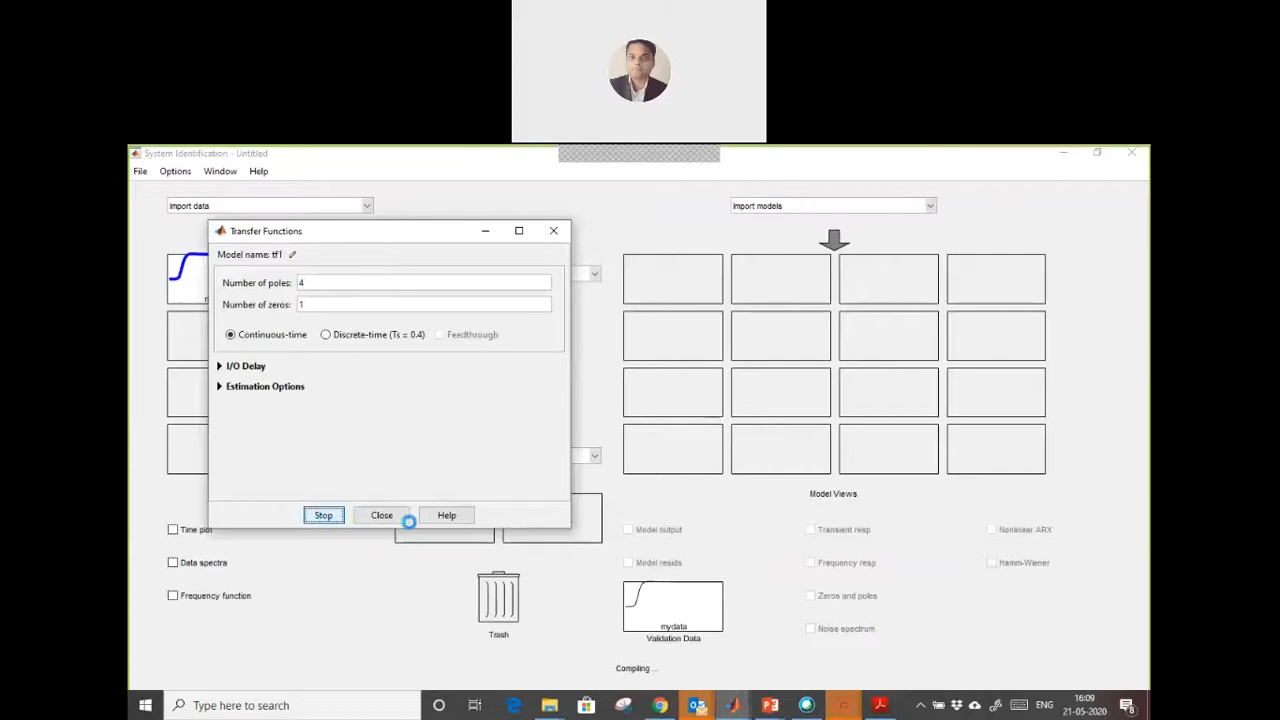 System Identification - Untitled
File Options Window Help
Import data
Import models
Transfer Functions
Model name: tf1
Number of poles: 4
Number of zeros: 1
Continuous-time Discrete-time (Ts = 0.4) Feedthrough
I/O Delay
Estimation Options
Stop Close Help
Time plot
Data spectra
Frequency function
Trash
Model Views
Model output Transient resp Nonlinear ARX
Model resids Frequency resp Hamm-Wiener
Zeros and poles
Noise spectrum
mydata
Validation Data
Compiling ...
Type here to search
ENG
16:09
21-05-2020
8